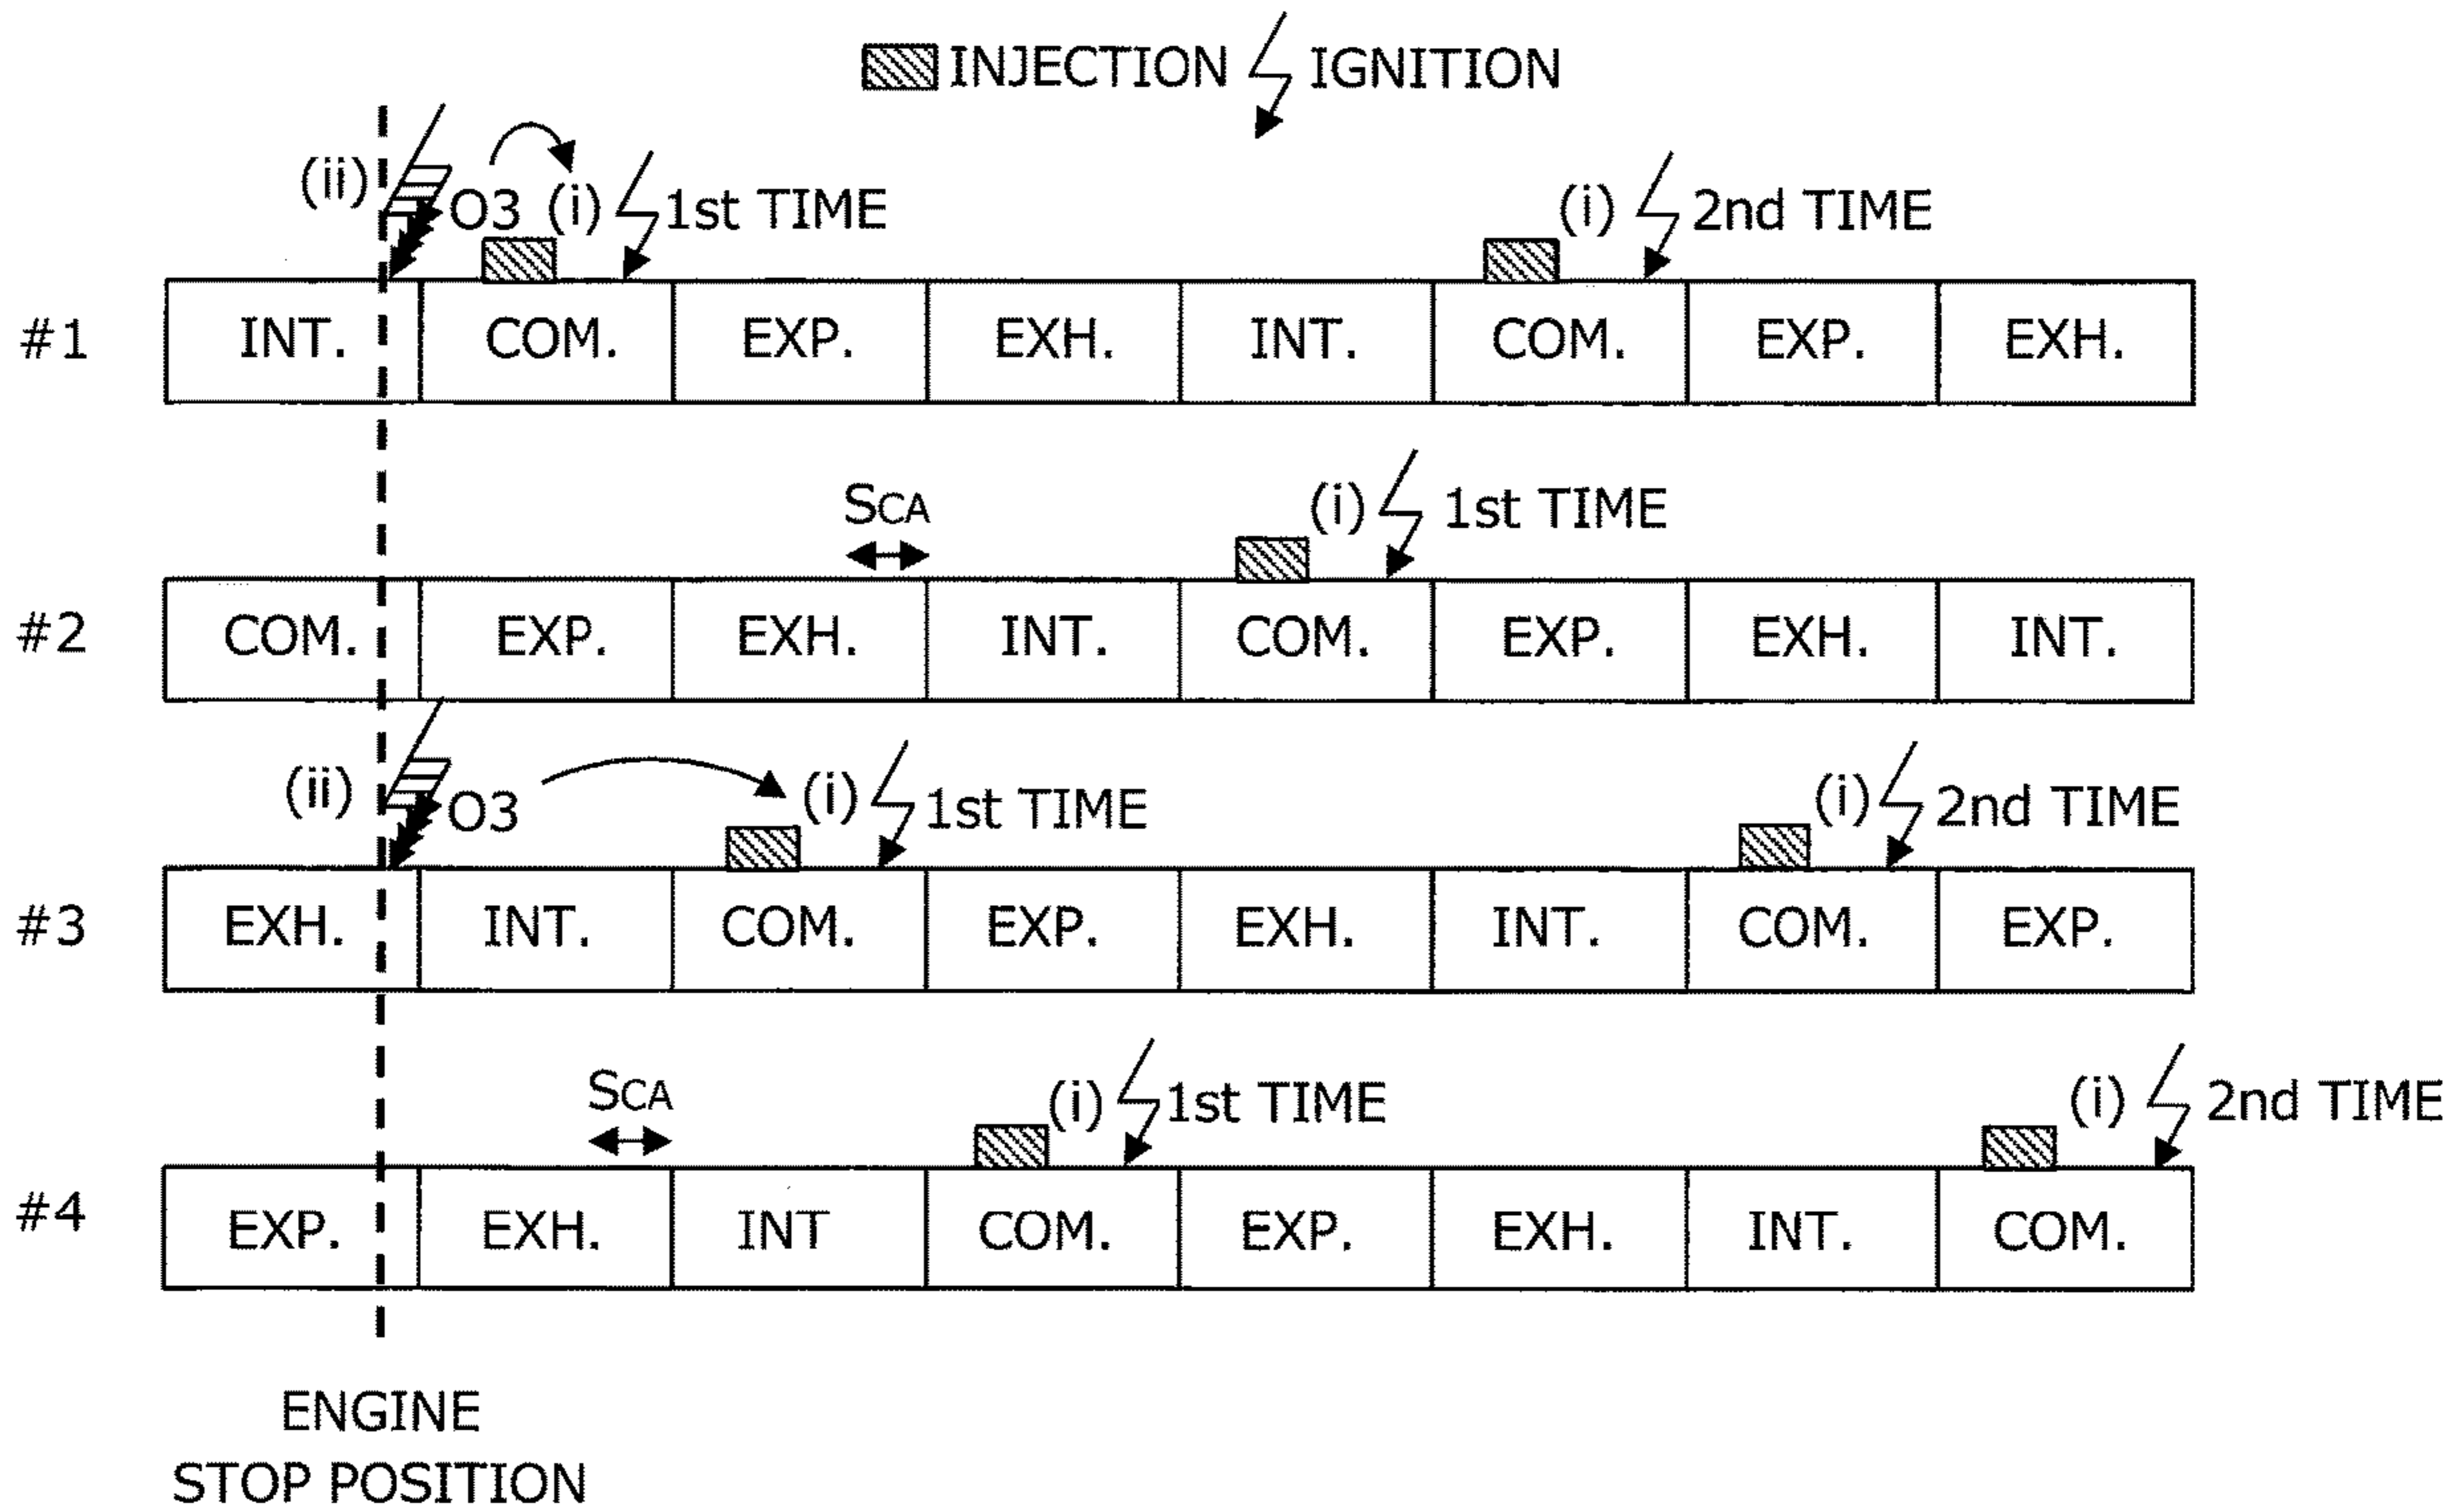 INJECTION IGNITION
(ii) O3 (i) 1st TIME (i) 2nd TIME
#1 INT. COM. EXP. EXH. INT. COM. EXP. EXH.
SCA (i) 1st TIME
#2 COM. EXP. EXH. INT. COM. EXP. EXH. INT.
(ii) O3 (i) 1st TIME (i) 2nd TIME
#3 EXH. INT. COM. EXP. EXH. INT. COM. EXP.
SCA (i) 1st TIME (i) 2nd TIME
#4 EXP. EXH. INT COM. EXP. EXH. INT. COM.
ENGINE
STOP POSITION